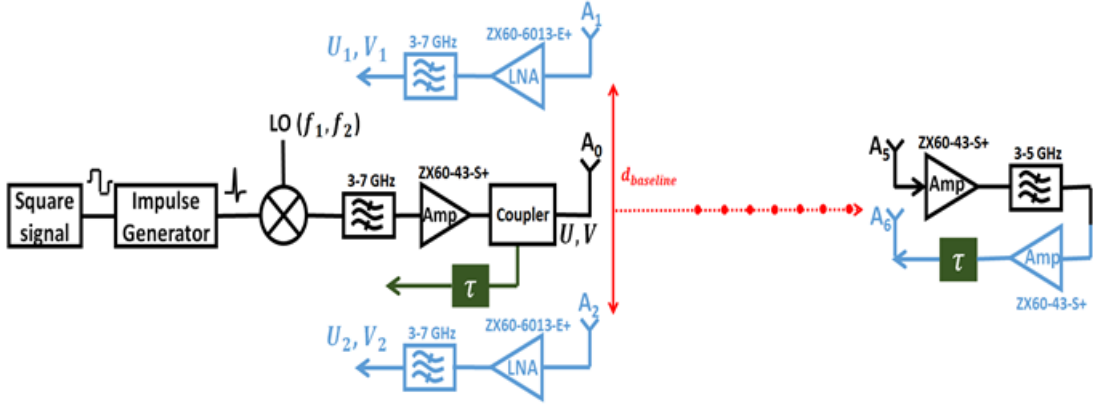 A₁
ZX60-6013-E+
3-7 GHz
U₁, V₁
LNA
LO (f₁, f₂)
A₀
ZX60-43-S+
3-7 GHz
d_baseline
Square
signal
Impulse
Generator
Amp
Coupler
U, V
τ
A₂
ZX60-6013-E+
3-7 GHz
U₂, V₂
LNA
A₅
ZX60-43-S+
3-5 GHz
Amp
A₆
τ
Amp
ZX60-43-S+